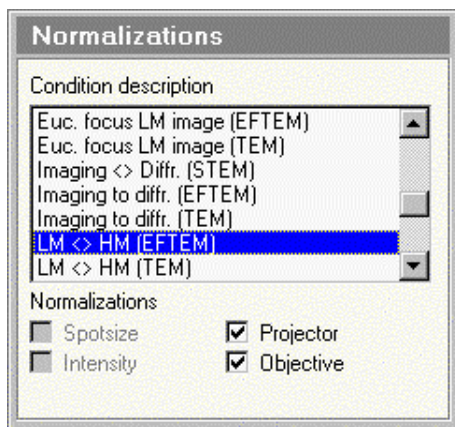 Normalizations
Condition description
Euc. focus LM image (EFTEM)
Euc. focus LM image (TEM)
Imaging <> Diffr. (STEM)
Imaging to diffr. (EFTEM)
Imaging to diffr. (TEM)
LM <> HM (EFTEM)
LM <> HM (TEM)
Normalizations
Spotsize Projector
Intensity Objective